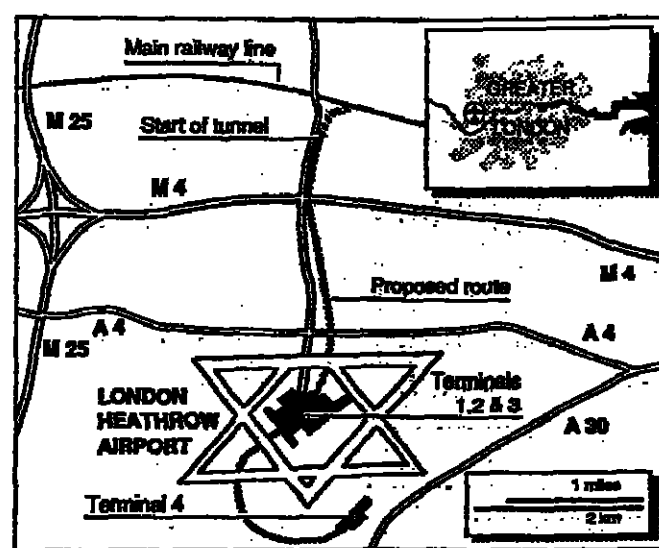 Main railway line
GREATER
LONDON
M 25
Start of tunnel
M 4
Proposed route
M 4
A 4
A 4
M 25
LONDON
HEATHROW
AIRPORT
Terminals
1,2 & 3
A 30
Terminal 4
1 miles
2 km